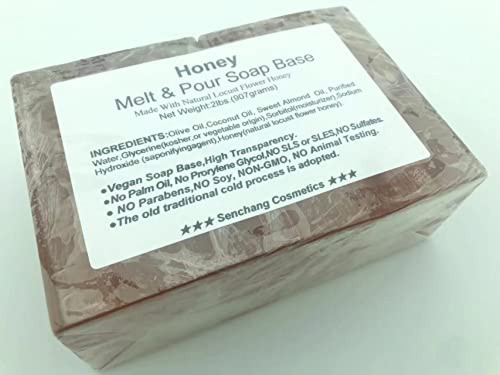 Honey
Melt & Pour Soap Base
Made With Natural Locust Flower Honey
Net Weight:2lbs (907grams)
INGREDIENTS:Olive Oil,Coconut Oil, Sweet Almond Oil, Purified
Water,Glycerine(kosher,or vegetable origin),Sorbitol(moisturizer),Sodium
Hydroxide (saponifyingagent),Honey(natural locust flower honey).
•Vegan Soap Base,High Transparency.
•No Palm Oil, No Prorylene Glycol,NO SLS or SLES,NO Sulfates.
• NO Parabens,NO Soy, NON-GMO, NO Animal Testing.
•The old traditional cold process is adopted.
★★★ Senchang Cosmetics ★★★